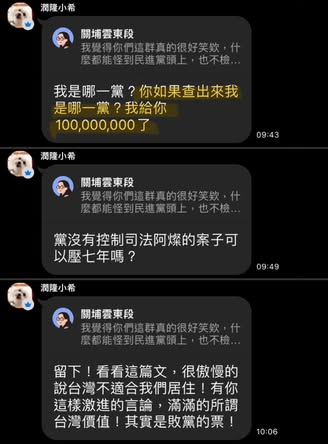 潤隆小希
關埔雲東段
我覺得你們這群真的很好笑欸，什
麼都能怪到民進黨頭上，也不檢...
我是哪一黨？你如果查出來我
是哪一黨？我給你
100,000,000了
09:43
潤隆小希
關埔雲東段
我覺得你們這群真的很好笑欸，什
麼都能怪到民進黨頭上，也不檢...
黨沒有控制司法阿燦的案子可
以壓七年嗎？
09:49
潤隆小希
關埔雲東段
我覺得你們這群真的很好笑欸，什
麼都能怪到民進黨頭上，也不檢...
留下！看看這篇文，很傲慢的
說台灣不適合我們居住！有你
這樣激進的言論，滿滿的所謂
台灣價值！其實是敗黨的票！
10:06